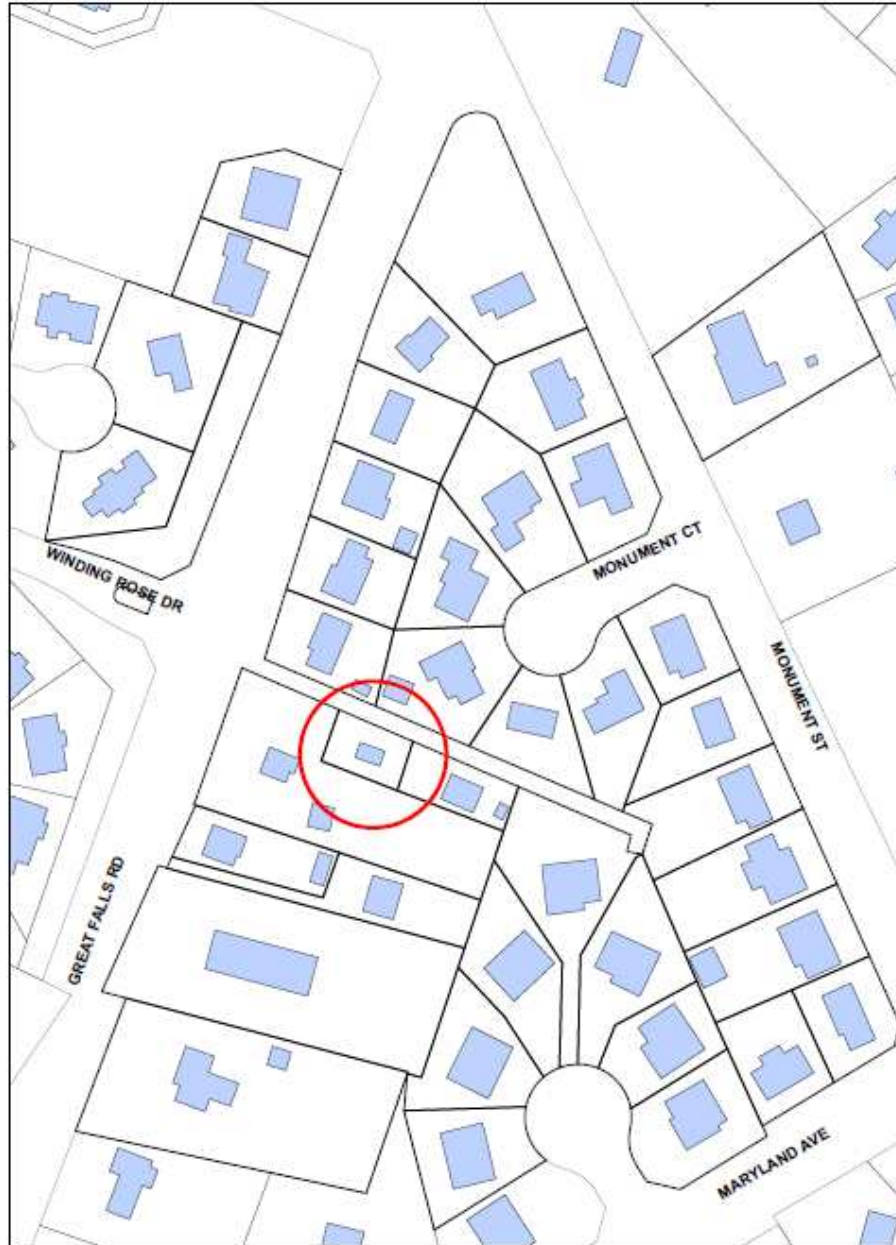 MONUMENT CT
WINDING ROSE DR
MONUMENT ST
GREAT FALLS RD
MARYLAND AVE